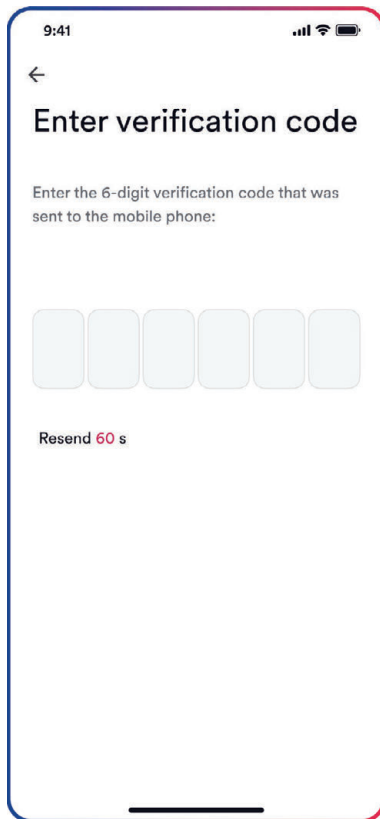 9:41
Enter verification code
Enter the 6-digit verification code that was
sent to the mobile phone:
Resend 60 s